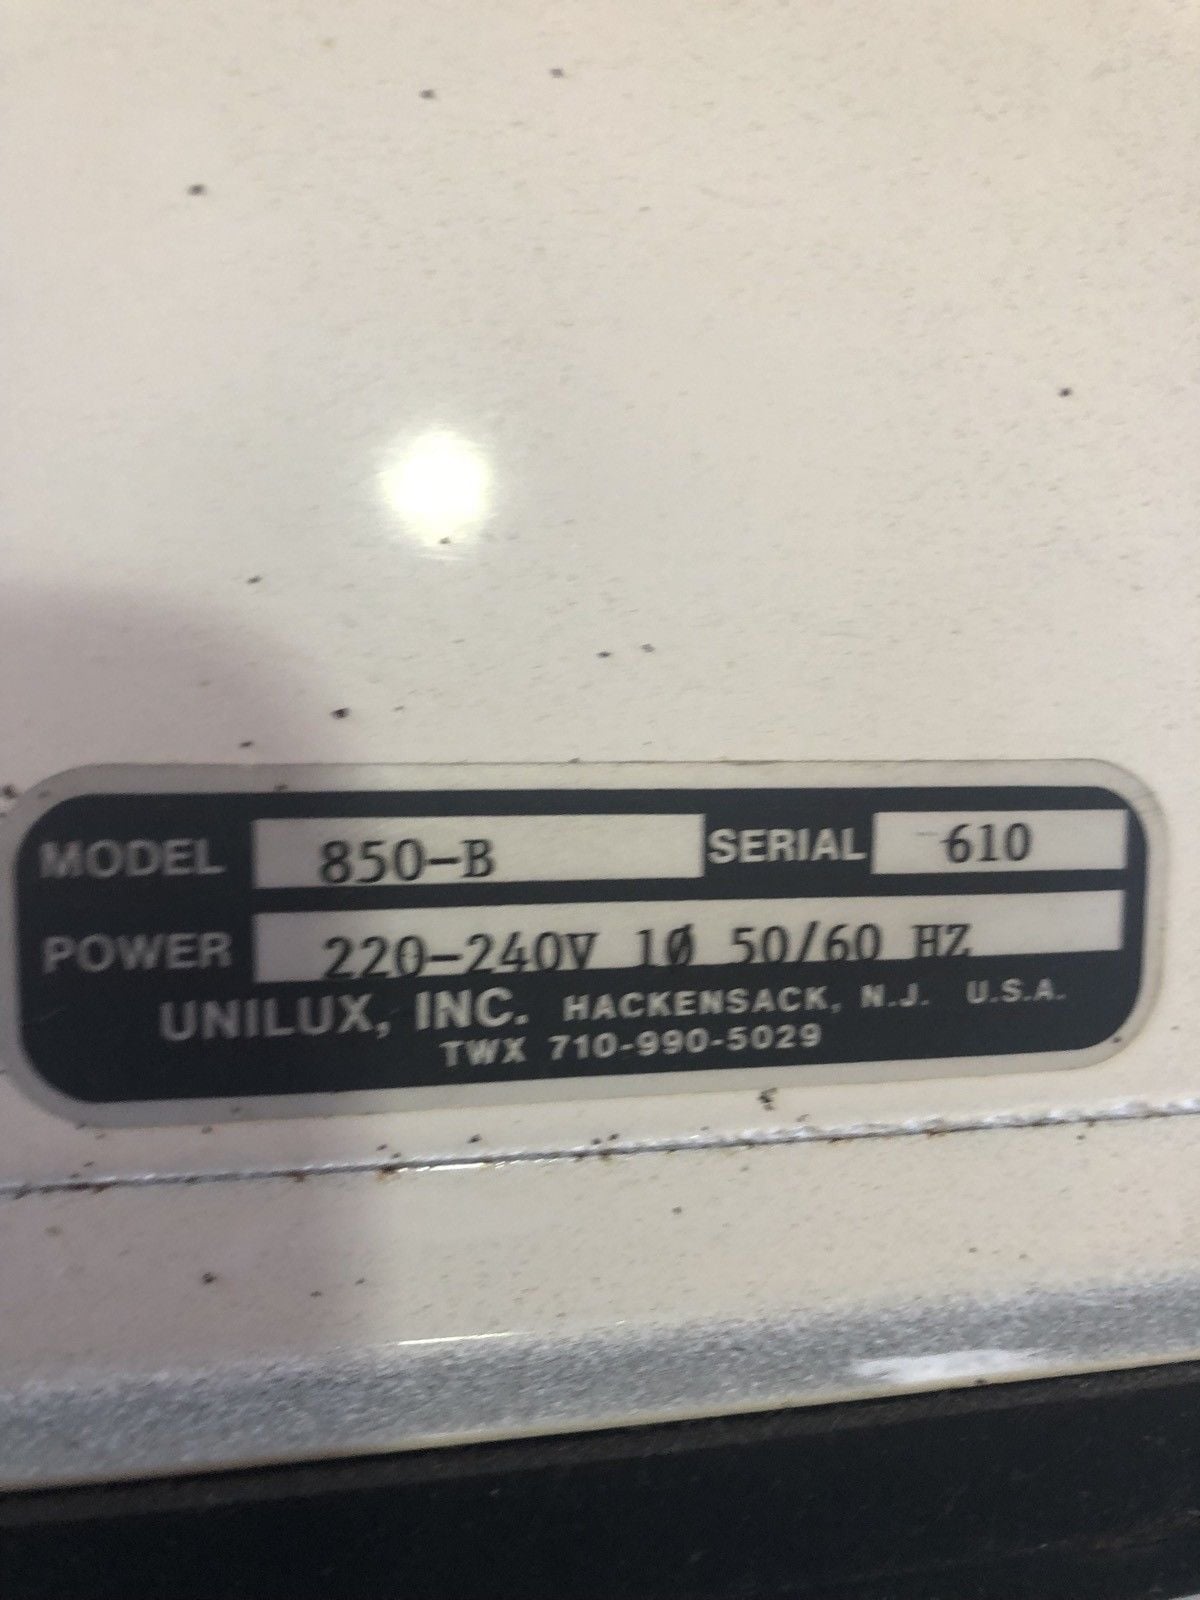 MODEL 850-B SERIAL 610
POWER 220-240V 1Ø 50/60 HZ
UNILUX, INC. HACKENSACK, N.J. U.S.A.
TWX 710-990-5029